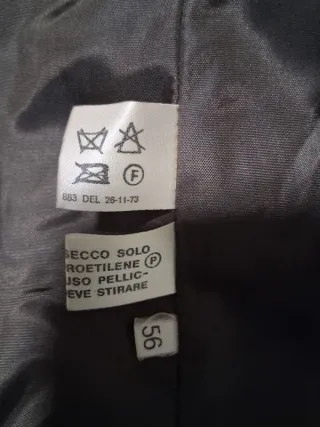 F
883 DEL 26-11-73
SECCO SOLO
ROETILENE P
USO PELLIC-
EVE STIRARE
56